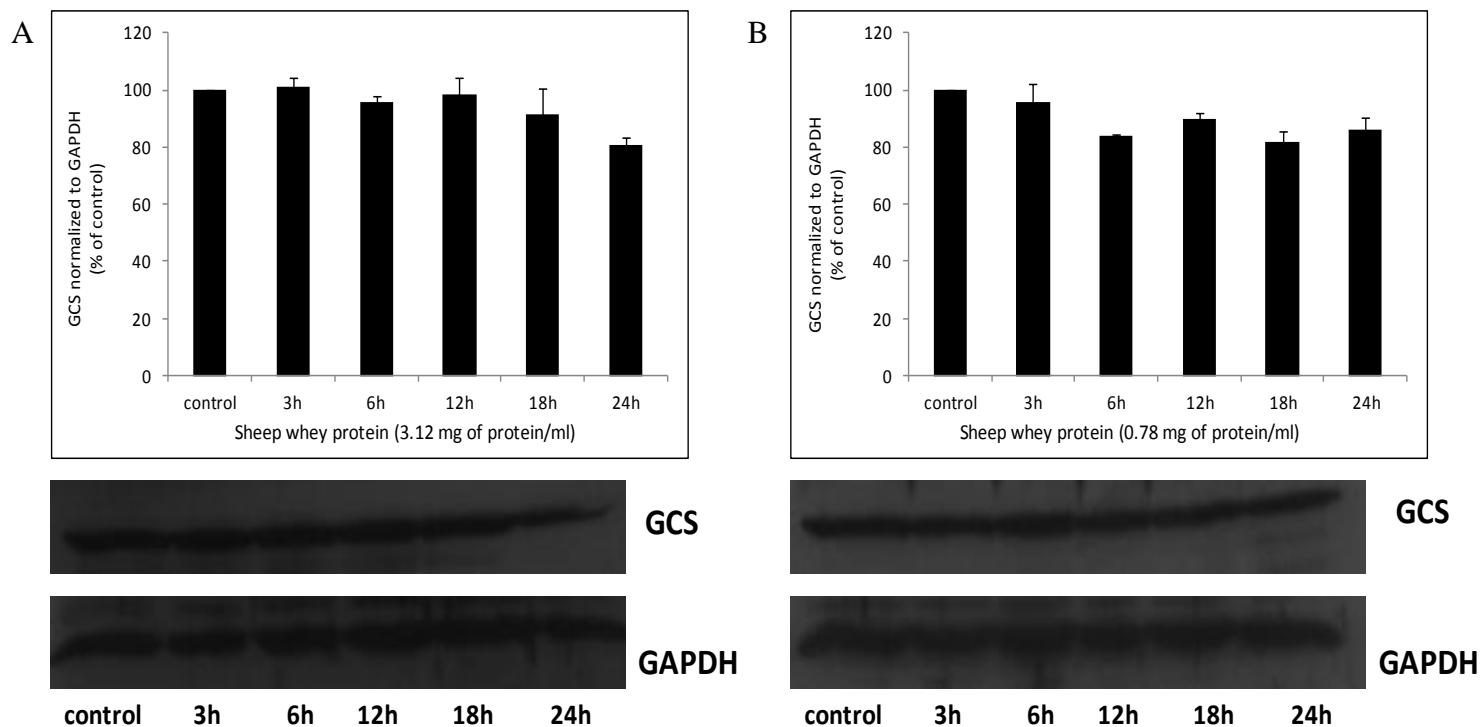 A
120
100
80
60
40
20
0
GCS normalized to GAPDH
(% of control)
control 3h 6h 12h 18h 24h
Sheep whey protein (3.12 mg of protein/ml)
GCS
GAPDH
control 3h 6h 12h 18h 24h
B
120
100
80
60
40
20
0
GCS normalized to GAPDH
(% of control)
control 3h 6h 12h 18h 24h
Sheep whey protein (0.78 mg of protein/ml)
GCS
GAPDH
control 3h 6h 12h 18h 24h